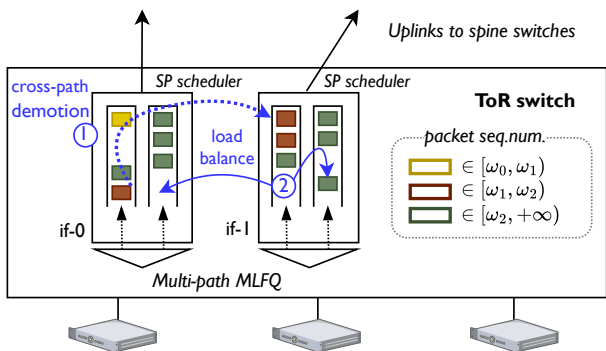 Uplinks to spine switches
SP scheduler
SP scheduler
cross-path
demotion
1
ToR switch
load
balance
2
packet seq.num.
∈ [ω₀, ω₁)
∈ [ω₁, ω₂)
∈ [ω₂, +∞)
if-0
if-1
Multi-path MLFQ